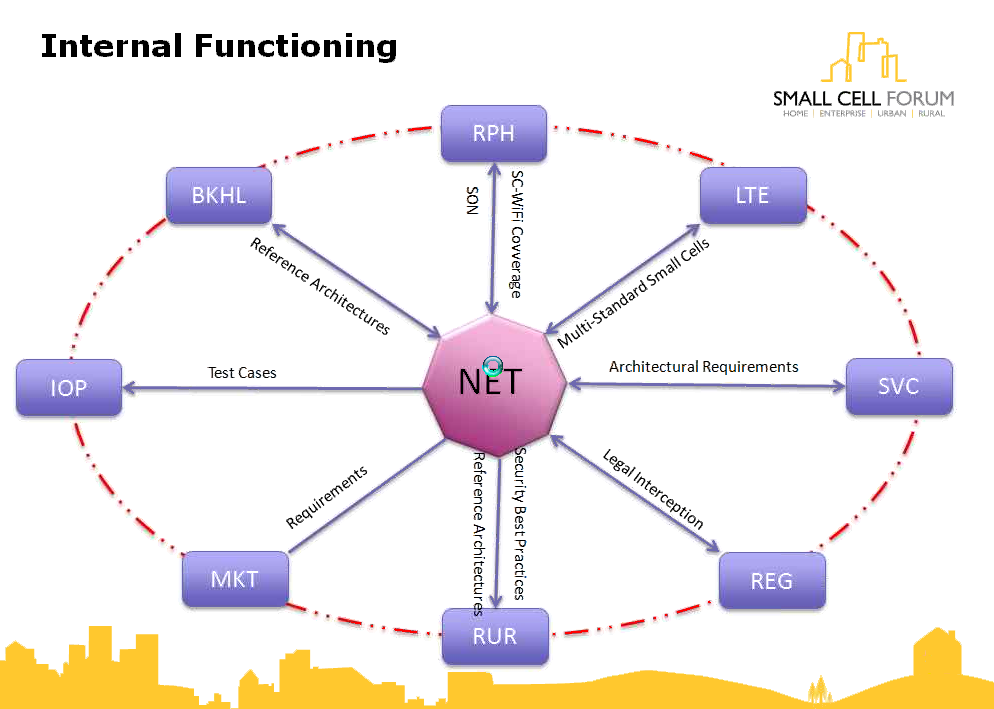 Internal Functioning
SMALL CELL FORUM
HOME | ENTERPRISE | URBAN | RURAL
RPH
BKHL
LTE
SON
SC-WiFi Covverage
Reference Architectures
Multi-Standard Small Cells
NET
IOP
Test Cases
Architectural Requirements
SVC
Requirements
Reference Architectures
Security Best Practices
Legal Interception
MKT
REG
RUR